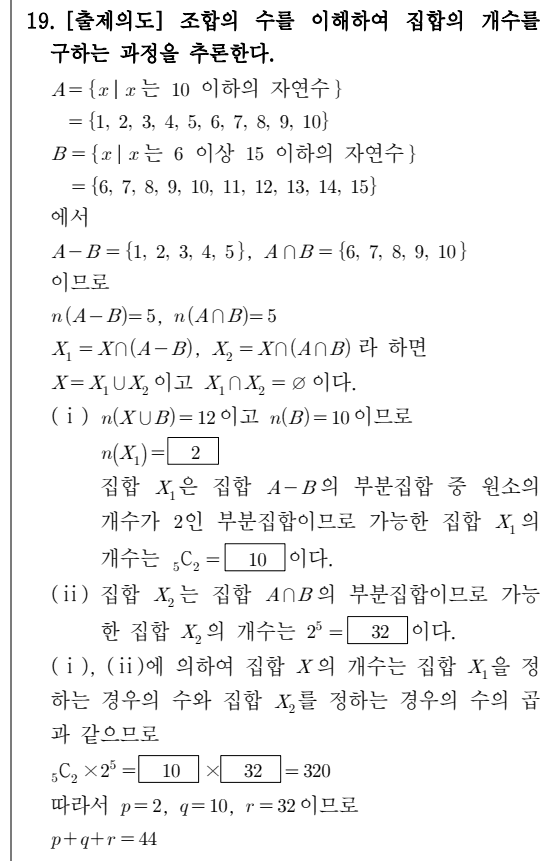 19. [출제의도] 조합의 수를 이해하여 집합의 개수를
구하는 과정을 추론한다.
A={x|x는 10 이하의 자연수}
={1, 2, 3, 4, 5, 6, 7, 8, 9, 10}
B={x|x는 6 이상 15 이하의 자연수}
={6, 7, 8, 9, 10, 11, 12, 13, 14, 15}
에서
A−B={1, 2, 3, 4, 5}, A∩B={6, 7, 8, 9, 10}
이므로
n(A−B)=5, n(A∩B)=5
X₁=X∩(A−B), X₂=X∩(A∩B)라 하면
X=X₁∪X₂이고 X₁∩X₂=∅이다.
(ⅰ) n(X∪B)=12이고 n(B)=10이므로
n(X₁)= 2
집합 X₁은 집합 A−B의 부분집합 중 원소의
개수가 2인 부분집합이므로 가능한 집합 X₁의
개수는 ₅C₂= 10 이다.
(ⅱ) 집합 X₂는 집합 A∩B의 부분집합이므로 가능
한 집합 X₂의 개수는 2⁵= 32 이다.
(ⅰ), (ⅱ)에 의하여 집합 X의 개수는 집합 X₁을 정
하는 경우의 수와 집합 X₂를 정하는 경우의 수의 곱
과 같으므로
₅C₂×2⁵= 10 × 32 =320
따라서 p=2, q=10, r=32이므로
p+q+r=44